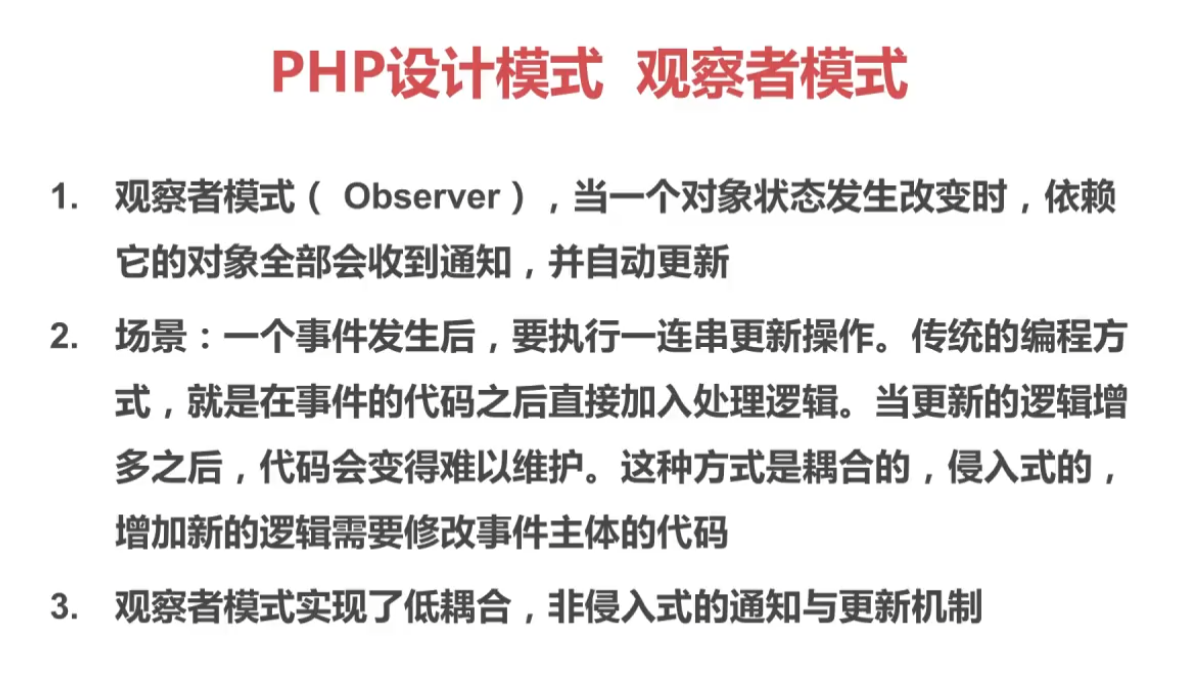 PHP设计模式 观察者模式
1. 观察者模式（ Observer），当一个对象状态发生改变时，依赖
它的对象全部会收到通知，并自动更新
2. 场景：一个事件发生后，要执行一连串更新操作。传统的编程方
式，就是在事件的代码之后直接加入处理逻辑。当更新的逻辑增
多之后，代码会变得难以维护。这种方式是耦合的，侵入式的，
增加新的逻辑需要修改事件主体的代码
3. 观察者模式实现了低耦合，非侵入式的通知与更新机制